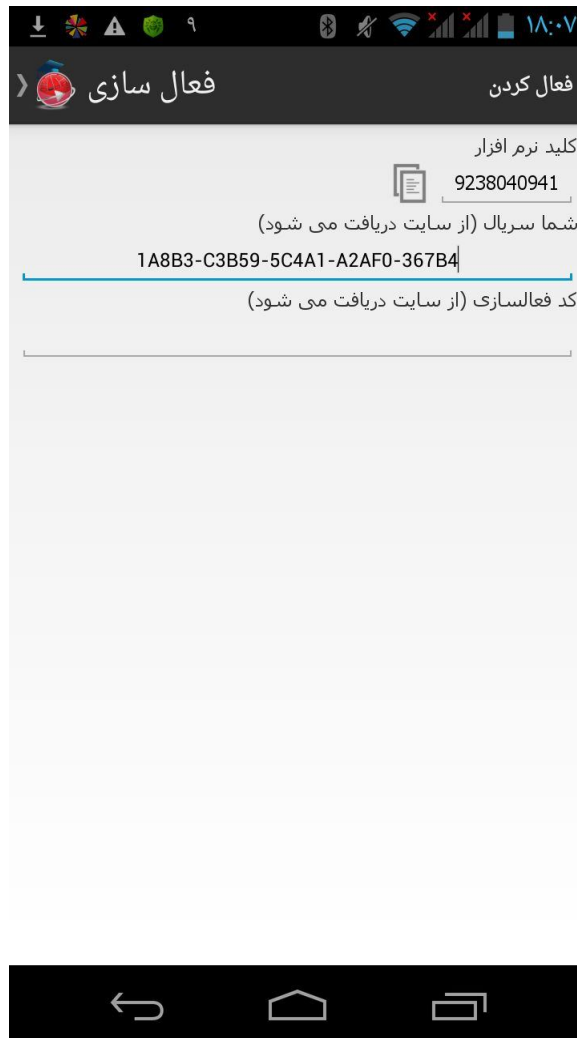 ۹ ۱۸:۰۷
فعال سازی
فعال کردن
کلید نرم افزار
9238040941
شما سریال (از سایت دریافت می شود)
1A8B3-C3B59-5C4A1-A2AF0-367B4
کد فعالسازی (از سایت دریافت می شود)